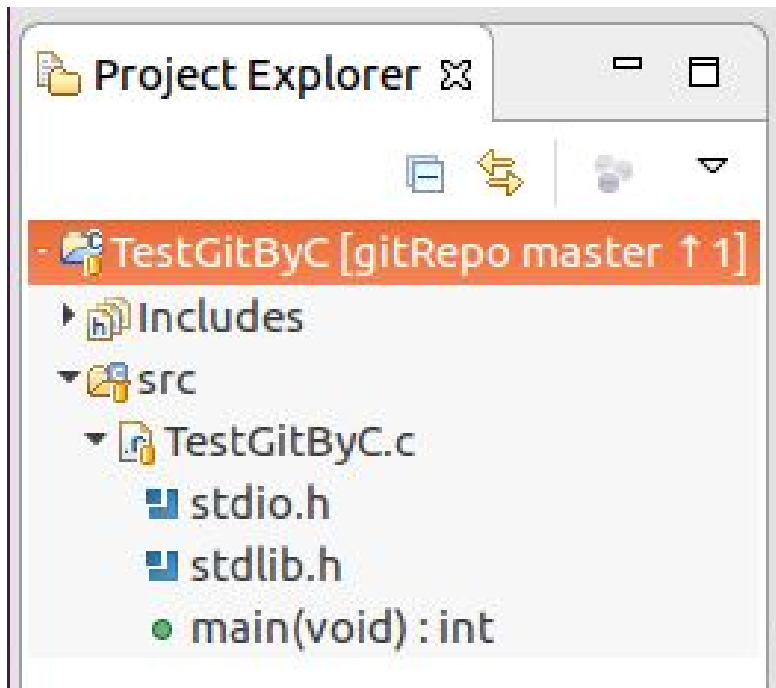 Project Explorer
TestGitByC [gitRepo master ↑ 1]
Includes
src
TestGitByC.c
stdio.h
stdlib.h
main(void) : int